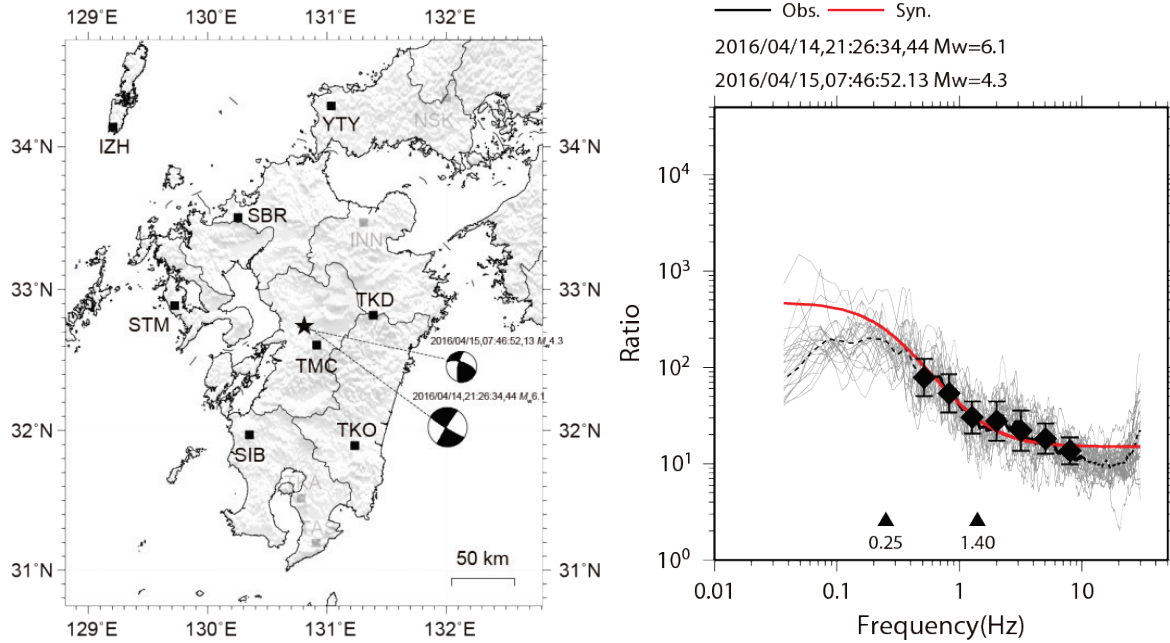 129°E 130°E 131°E 132°E
34°N
33°N
32°N
31°N
IZH
YTY
NSK
SBR
INN
STM
TKD
2016/04/15,07:46:52,13 Mw4.3
TMC
2016/04/14,21:26:34,44 Mw6.1
TKO
SIB
TAS
50 km
34°N
33°N
32°N
31°N
129°E 130°E 131°E 132°E
Obs. Syn.
2016/04/14,21:26:34,44 Mw=6.1
2016/04/15,07:46:52.13 Mw=4.3
Ratio
10⁴
10³
10²
10¹
10⁰
0.25 1.40
0.01 0.1 1 10
Frequency(Hz)